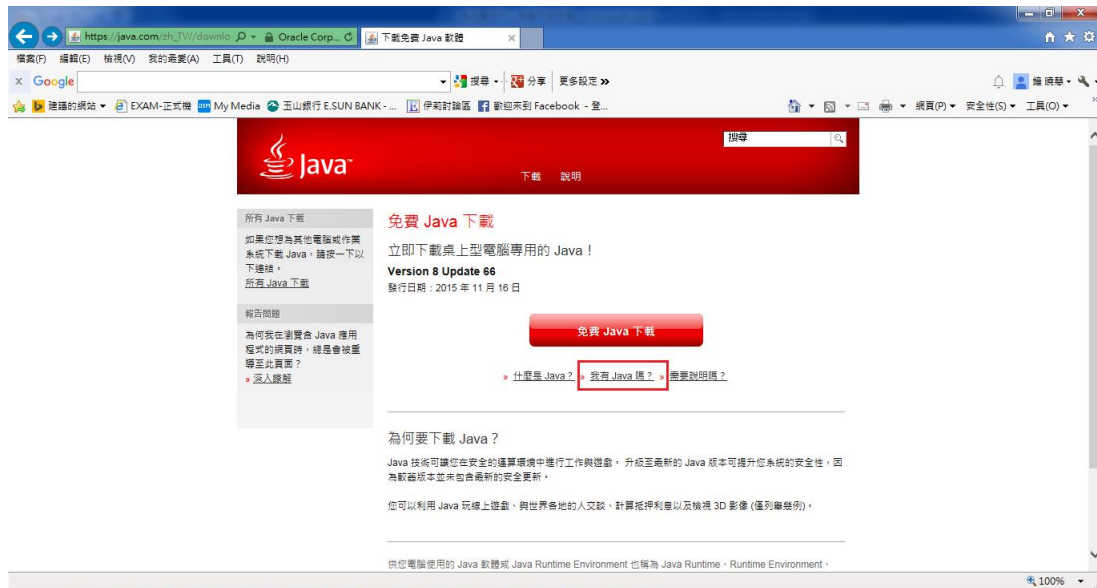 https://java.com/zh_TW/downlo
Oracle Corp...
下載免費 Java 軟體
檔案(F) 編輯(E) 檢視(V) 我的最愛(A) 工具(T) 說明(H)
x Google 搜尋 分享 更多設定 »
建議的網站 EXAM-正式機 My Media 玉山銀行 E.SUN BANK - ... 伊莉討論區 歡迎來到 Facebook - 登... 網頁(P) 安全性(S) 工具(O) »
Java
搜尋
下載 說明
所有 Java 下載
如果您想為其他電腦或作業
系統下載 Java，請按一下以
下連結。
所有 Java 下載
報告問題
為何我在瀏覽含 Java 應用
程式的網頁時，總是會被重
導至此頁面？
» 深入瞭解
免費 Java 下載
立即下載桌上型電腦專用的 Java！
Version 8 Update 66
發行日期：2015 年 11 月 16 日
免費 Java 下載
» 什麼是 Java？ » 我有 Java 嗎？ » 需要說明嗎？
為何要下載 Java？
Java 技術可讓您在安全的運算環境中進行工作與遊戲。 升級至最新的 Java 版本可提升您系統的安全性，因
為較舊版本並未包含最新的安全更新。
您可以利用 Java 玩線上遊戲、與世界各地的人交談、計算抵押利息以及檢視 3D 影像 (僅列舉幾例)。
供您電腦使用的 Java 軟體或 Java Runtime Environment 也稱為 Java Runtime、Runtime Environment、
100%